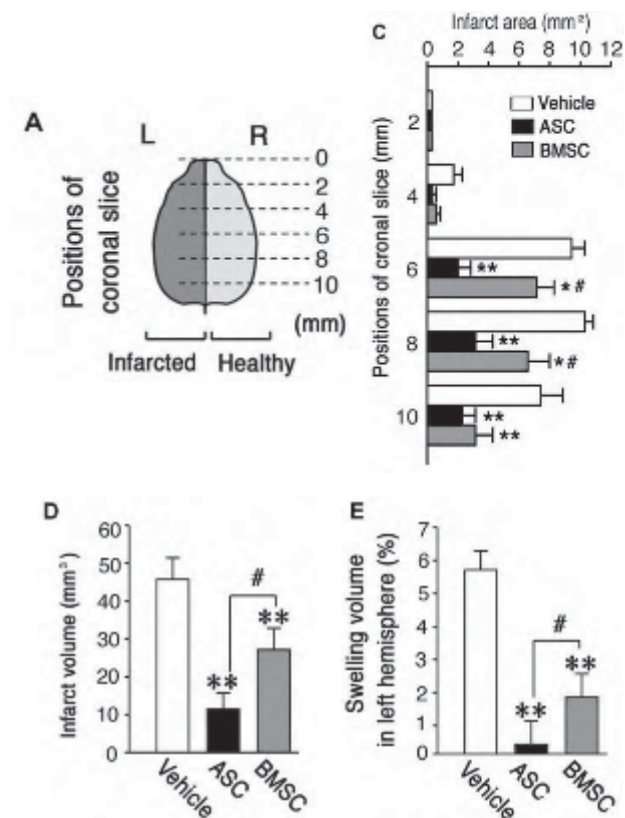 A
L
R
Positions of
coronal slice
0
2
4
6
8
10
(mm)
Infarcted
Healthy
C
Infarct area (mm²)
0 2 4 6 8 10 12
Positions of cronal slice (mm)
Vehicle
ASC
BMSC
2
4
6
**
*#
8
**
*#
10
**
**
D
Infarct volume (mm³)
60
50
40
30
20
10
0
**
#
**
Vehicle
ASC
BMSC
E
Swelling volume
in left hemisphere (%)
7
6
5
4
3
2
1
0
**
#
**
Vehicle
ASC
BMSC